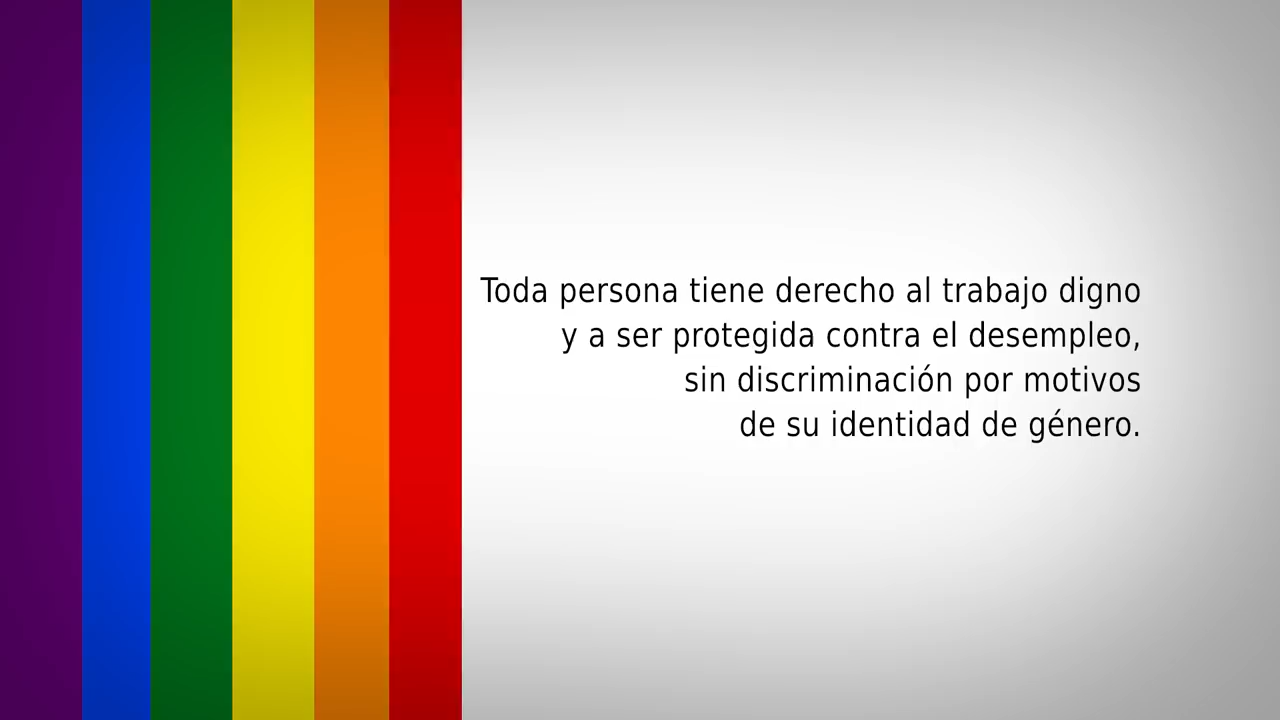 Toda persona tiene derecho al trabajo digno
y a ser protegida contra el desempleo,
sin discriminación por motivos
de su identidad de género.